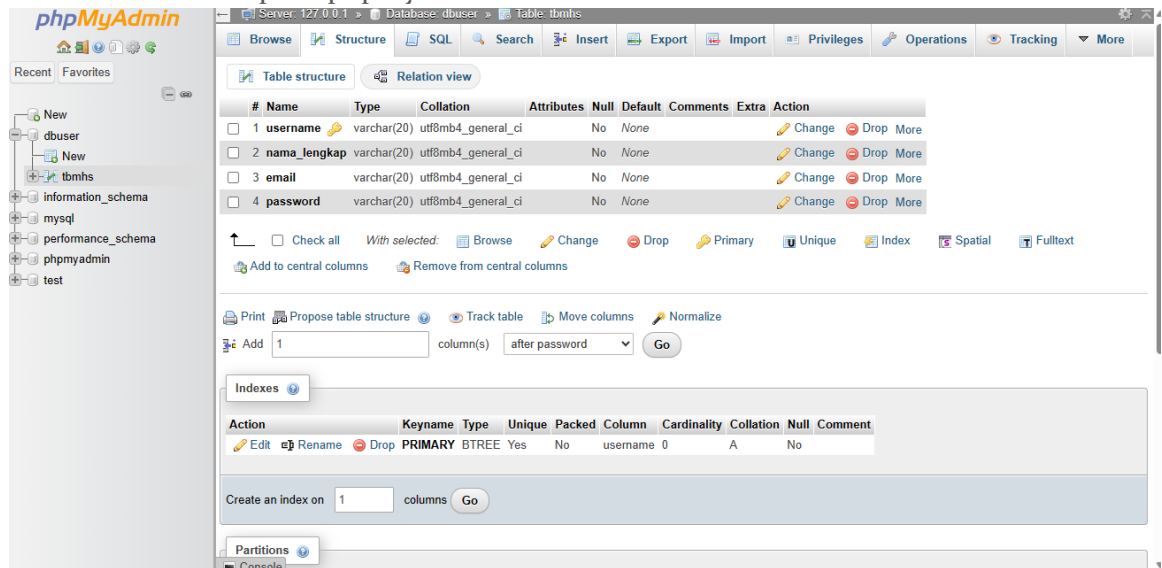 phpMyAdmin
Recent Favorites
New
dbuser
New
tbmhs
information_schema
mysql
performance_schema
phpmyadmin
test
Server: 127.0.0.1 » Database: dbuser » Table: tbmhs
Browse Structure SQL Search Insert Export Import Privileges Operations Tracking More
Table structure Relation view
# Name Type Collation Attributes Null Default Comments Extra Action
1 username varchar(20) utf8mb4_general_ci No None Change Drop More
2 nama_lengkap varchar(20) utf8mb4_general_ci No None Change Drop More
3 email varchar(20) utf8mb4_general_ci No None Change Drop More
4 password varchar(20) utf8mb4_general_ci No None Change Drop More
Check all With selected: Browse Change Drop Primary Unique Index Spatial Fulltext
Add to central columns Remove from central columns
Print Propose table structure Track table Move columns Normalize
Add 1 column(s) after password Go
Indexes
Action Keyname Type Unique Packed Column Cardinality Collation Null Comment
Edit Rename Drop PRIMARY BTREE Yes No username 0 A No
Create an index on 1 columns Go
Partitions
Console